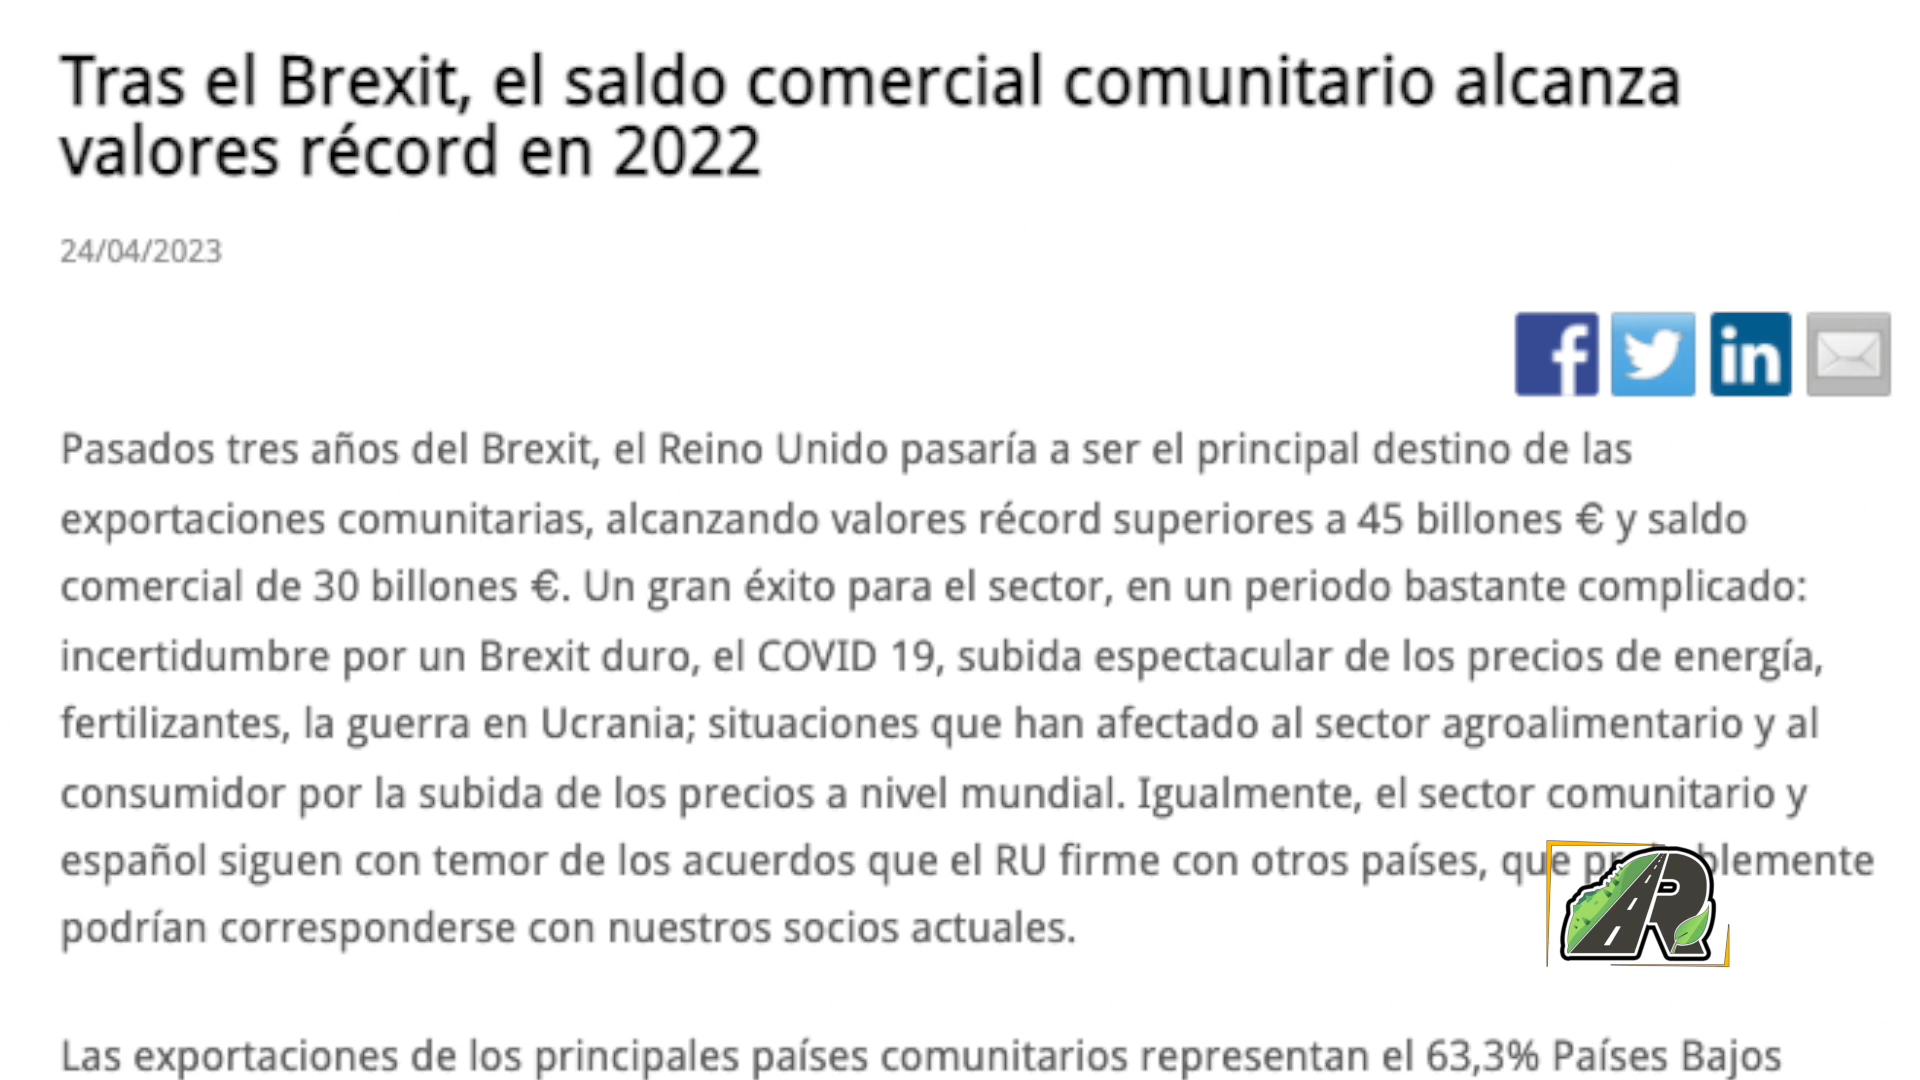 Tras el Brexit, el saldo comercial comunitario alcanza
valores récord en 2022
24/04/2023
Pasados tres años del Brexit, el Reino Unido pasaría a ser el principal destino de las
exportaciones comunitarias, alcanzando valores récord superiores a 45 billones € y saldo
comercial de 30 billones €. Un gran éxito para el sector, en un periodo bastante complicado:
incertidumbre por un Brexit duro, el COVID 19, subida espectacular de los precios de energía,
fertilizantes, la guerra en Ucrania; situaciones que han afectado al sector agroalimentario y al
consumidor por la subida de los precios a nivel mundial. Igualmente, el sector comunitario y
español siguen con temor de los acuerdos que el RU firme con otros países, que
podrían corresponderse con nuestros socios actuales.
Las exportaciones de los principales países comunitarios representan el 63,3% Países Bajos